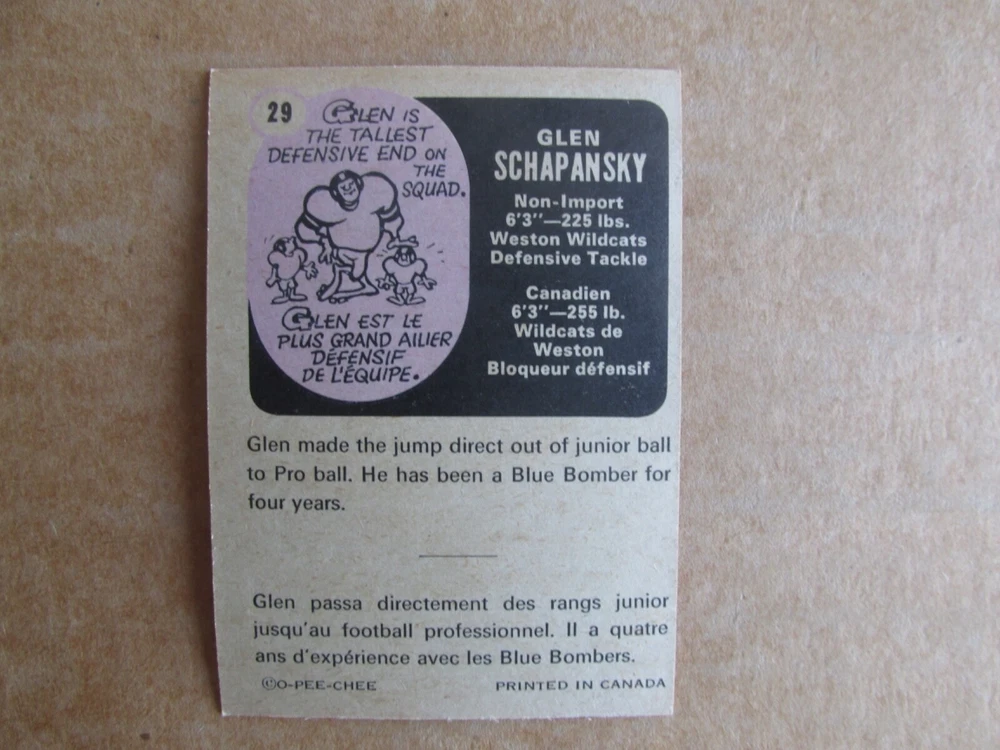 29
GLEN IS
THE TALLEST
DEFENSIVE END ON
THE
SQUAD.
GLEN EST LE
PLUS GRAND AILIER
DÉFENSIF
DE L'ÉQUIPE.
GLEN
SCHAPANSKY
Non-Import
6'3"—225 lbs.
Weston Wildcats
Defensive Tackle
Canadien
6'3"—255 lb.
Wildcats de
Weston
Bloqueur défensif
Glen made the jump direct out of junior ball
to Pro ball. He has been a Blue Bomber for
four years.
Glen passa directement des rangs junior
jusqu'au football professionnel. Il a quatre
ans d'expérience avec les Blue Bombers.
©O-PEE-CHEE PRINTED IN CANADA